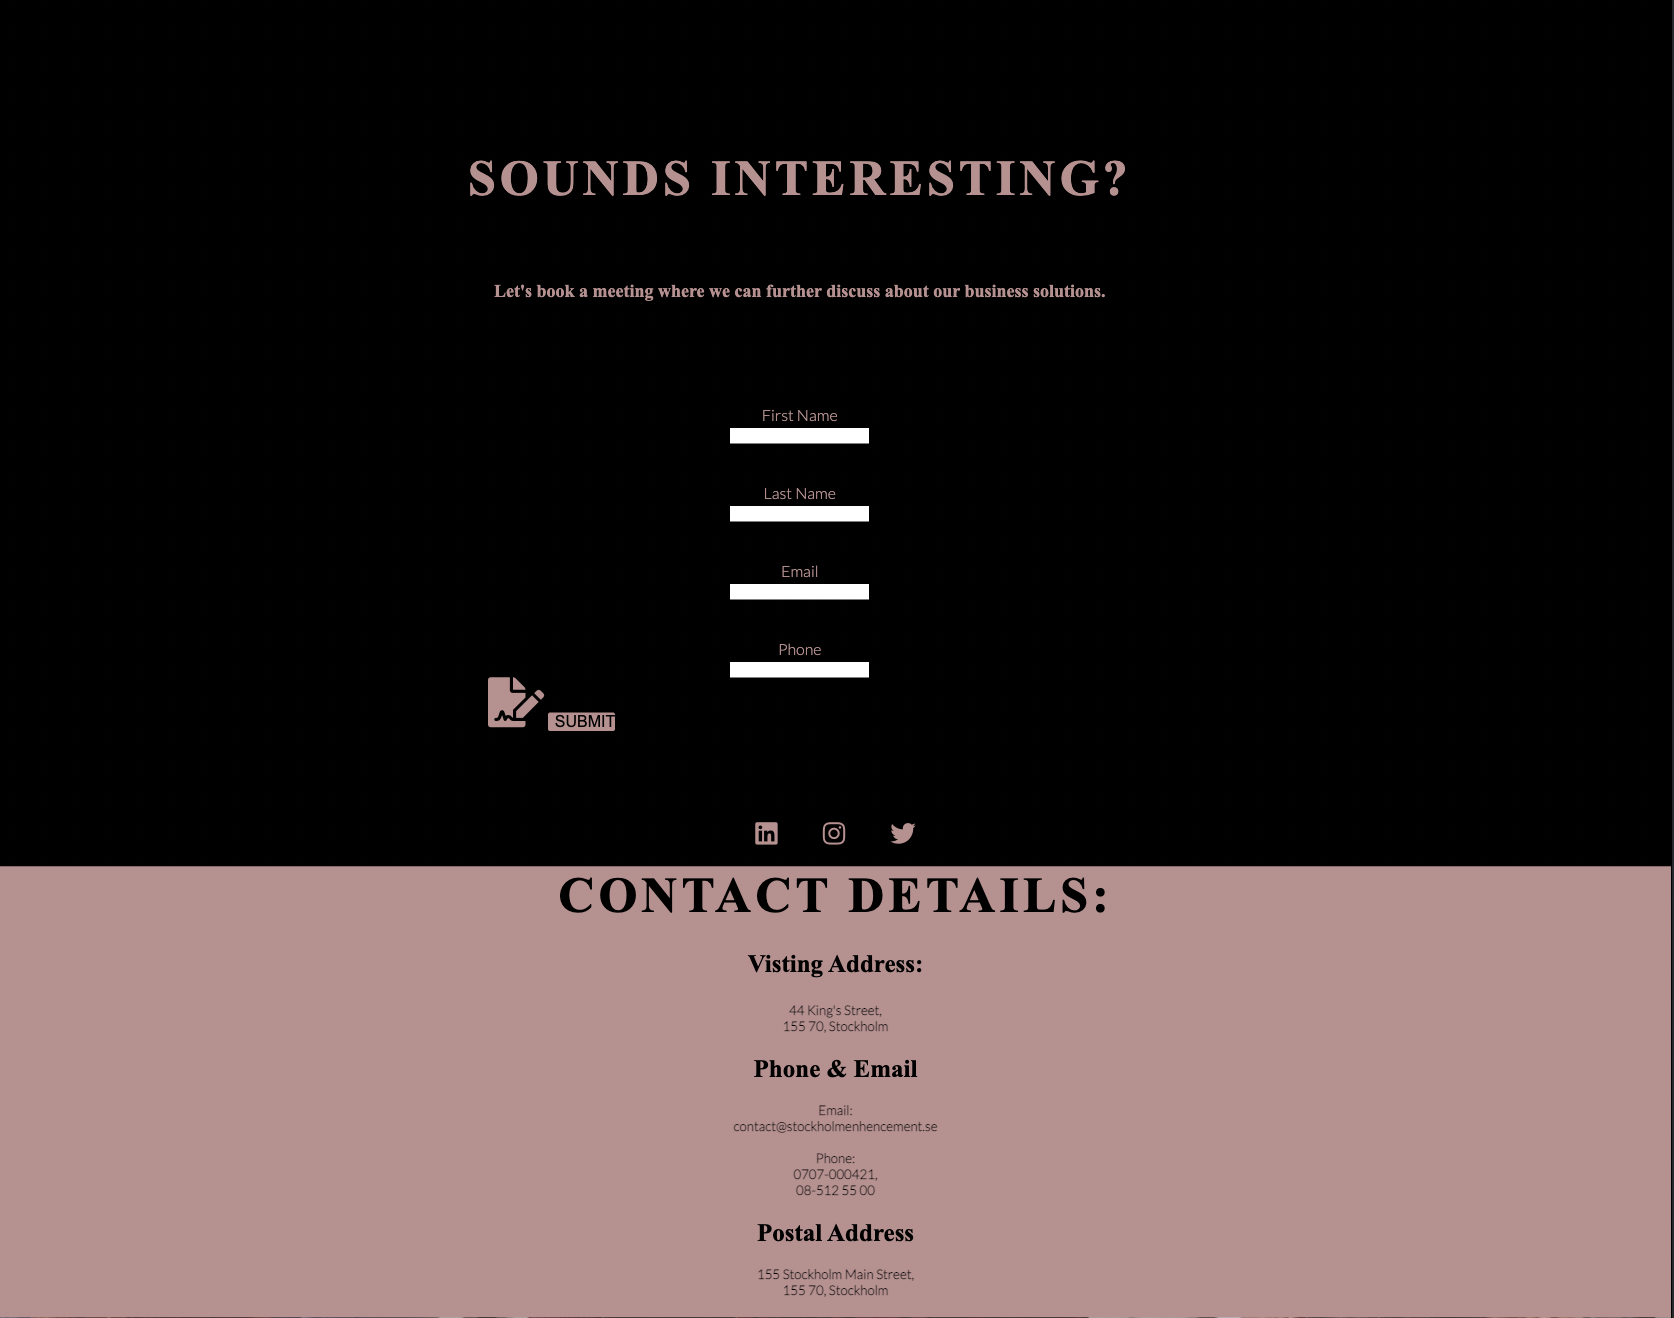 SOUNDS INTERESTING?
Let's book a meeting where we can further discuss about our business solutions.
First Name
Last Name
Email
Phone
SUBMIT
CONTACT DETAILS:
Visting Address:
44 King's Street,
155 70, Stockholm
Phone & Email
Email:
contact@stockholmenhencement.se
Phone:
0707-000421,
08-512 55 00
Postal Address
155 Stockholm Main Street,
155 70, Stockholm